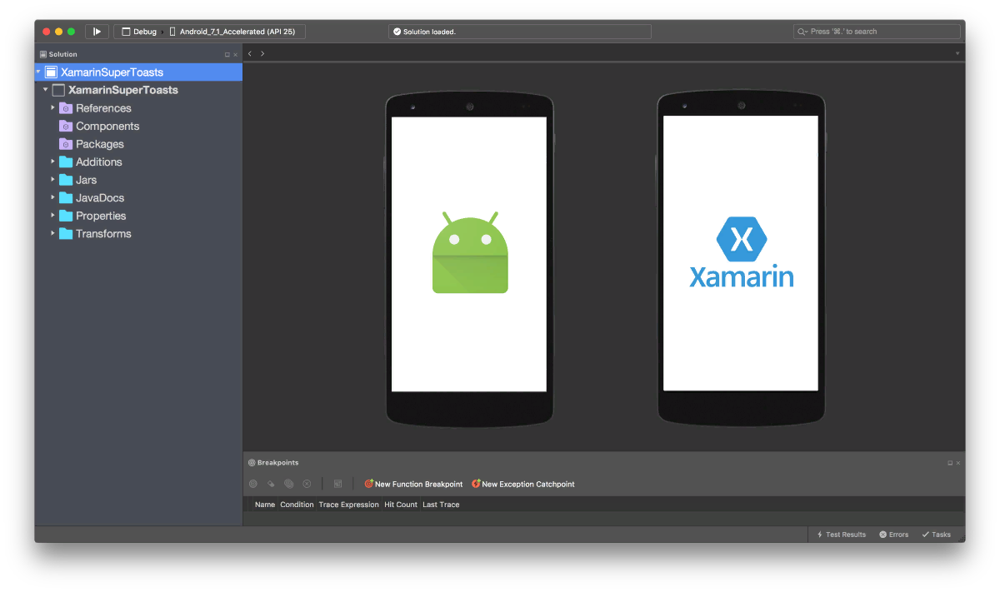 Debug
Android_7_1_Accelerated (API 25)
Solution loaded.
Press '⌘.' to search
Solution
XamarinSuperToasts
XamarinSuperToasts
References
Components
Packages
Additions
Jars
JavaDocs
Properties
Transforms
Xamarin
Breakpoints
New Function Breakpoint New Exception Catchpoint
Name Condition Trace Expression Hit Count Last Trace
Test Results Errors Tasks